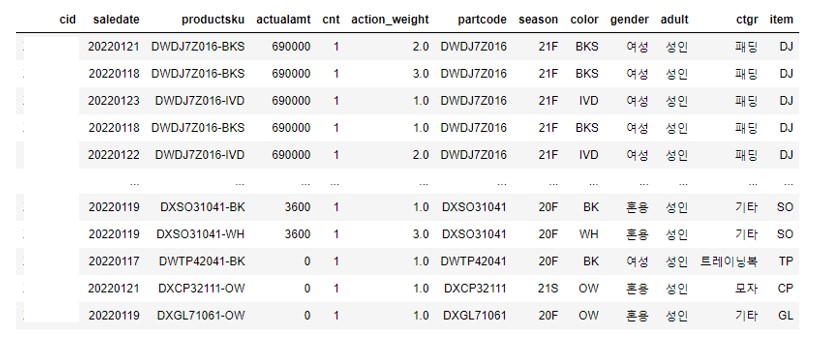 cid saledate productsku actualamt cnt action_weight partcode season color gender adult ctgr item
20220121 DWDJ7Z016-BKS 690000 1 2.0 DWDJ7Z016 21F BKS 여성 성인 패딩 DJ
20220118 DWDJ7Z016-BKS 690000 1 3.0 DWDJ7Z016 21F BKS 여성 성인 패딩 DJ
20220123 DWDJ7Z016-IVD 690000 1 1.0 DWDJ7Z016 21F IVD 여성 성인 패딩 DJ
20220118 DWDJ7Z016-BKS 690000 1 1.0 DWDJ7Z016 21F BKS 여성 성인 패딩 DJ
20220122 DWDJ7Z016-IVD 690000 1 2.0 DWDJ7Z016 21F IVD 여성 성인 패딩 DJ
... ... ... ... ... ... ... ... ... ... ... ...
20220119 DXSO31041-BK 3600 1 1.0 DXSO31041 20F BK 혼용 성인 기타 SO
20220119 DXSO31041-WH 3600 1 3.0 DXSO31041 20F WH 혼용 성인 기타 SO
20220117 DWTP42041-BK 0 1 1.0 DWTP42041 20F BK 여성 성인 트레이닝복 TP
20220121 DXCP32111-OW 0 1 1.0 DXCP32111 21S OW 혼용 성인 모자 CP
20220119 DXGL71061-OW 0 1 1.0 DXGL71061 20F OW 혼용 성인 기타 GL